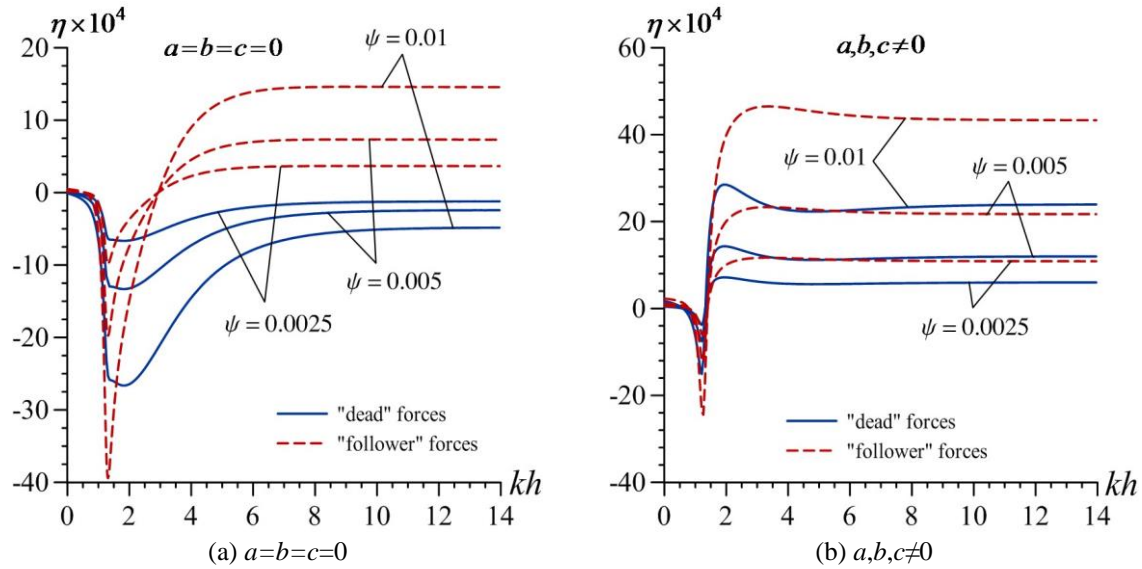 η×10⁴
a=b=c=0
ψ = 0.01
20
10
0
-10
-20
-30
-40
ψ = 0.005
ψ = 0.0025
"dead" forces
"follower" forces
kh
0 2 4 6 8 10 12 14
(a) a=b=c=0
η×10⁴
a,b,c≠0
60
40
20
0
-20
-40
ψ = 0.01
ψ = 0.005
ψ = 0.0025
"dead" forces
"follower" forces
kh
0 2 4 6 8 10 12 14
(b) a,b,c≠0